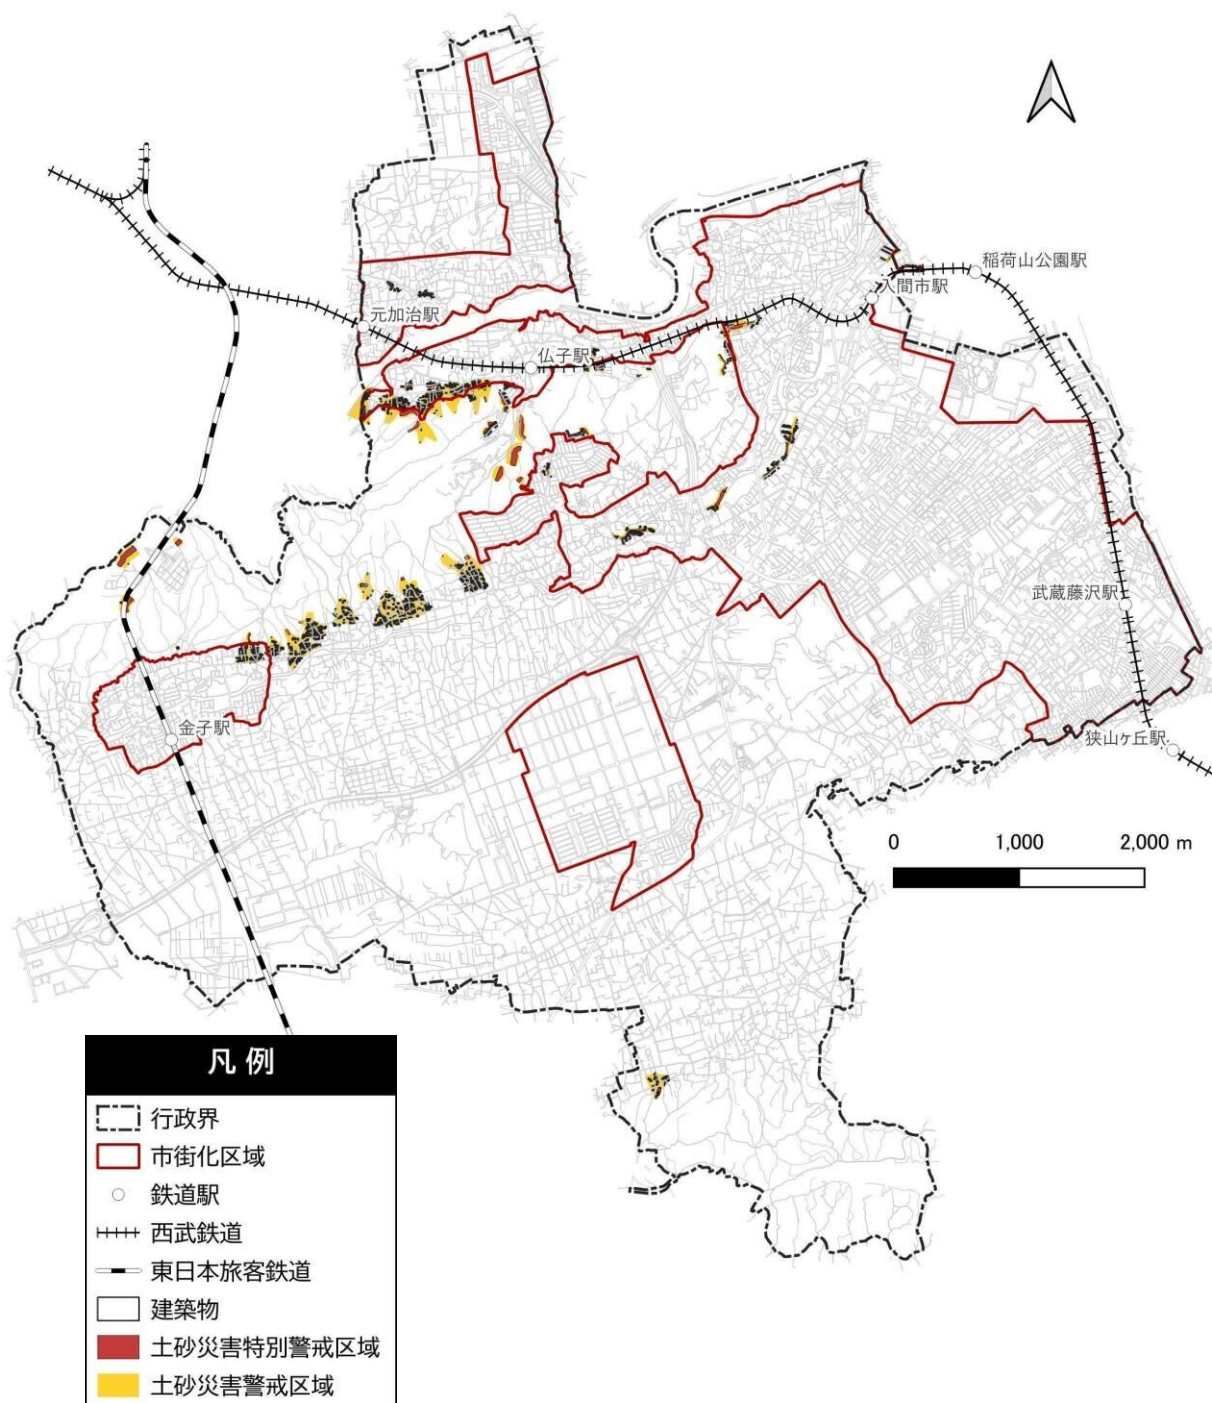 稲荷山公園駅
入間市駅
元加治駅
仏子駅
武蔵藤沢駅
金子駅
狭山ヶ丘駅
0 1,000 2,000 m
凡例
行政界
市街化区域
鉄道駅
西武鉄道
東日本旅客鉄道
建築物
土砂災害特別警戒区域
土砂災害警戒区域